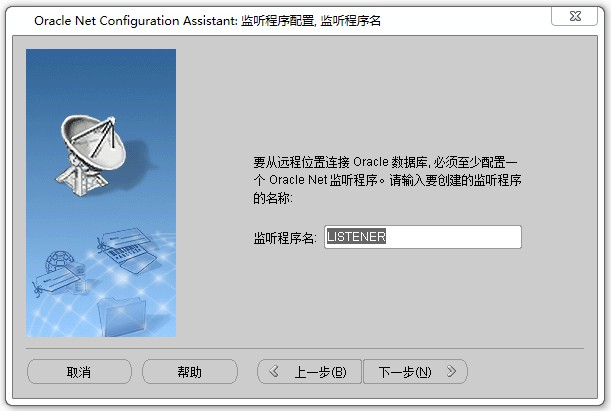 Oracle Net Configuration Assistant: 监听程序配置, 监听程序名
要从远程位置连接 Oracle 数据库, 必须至少配置一
个 Oracle Net 监听程序。请输入要创建的监听程序
的名称:
监听程序名: LISTENER
取消 帮助 上一步(B) 下一步(N)